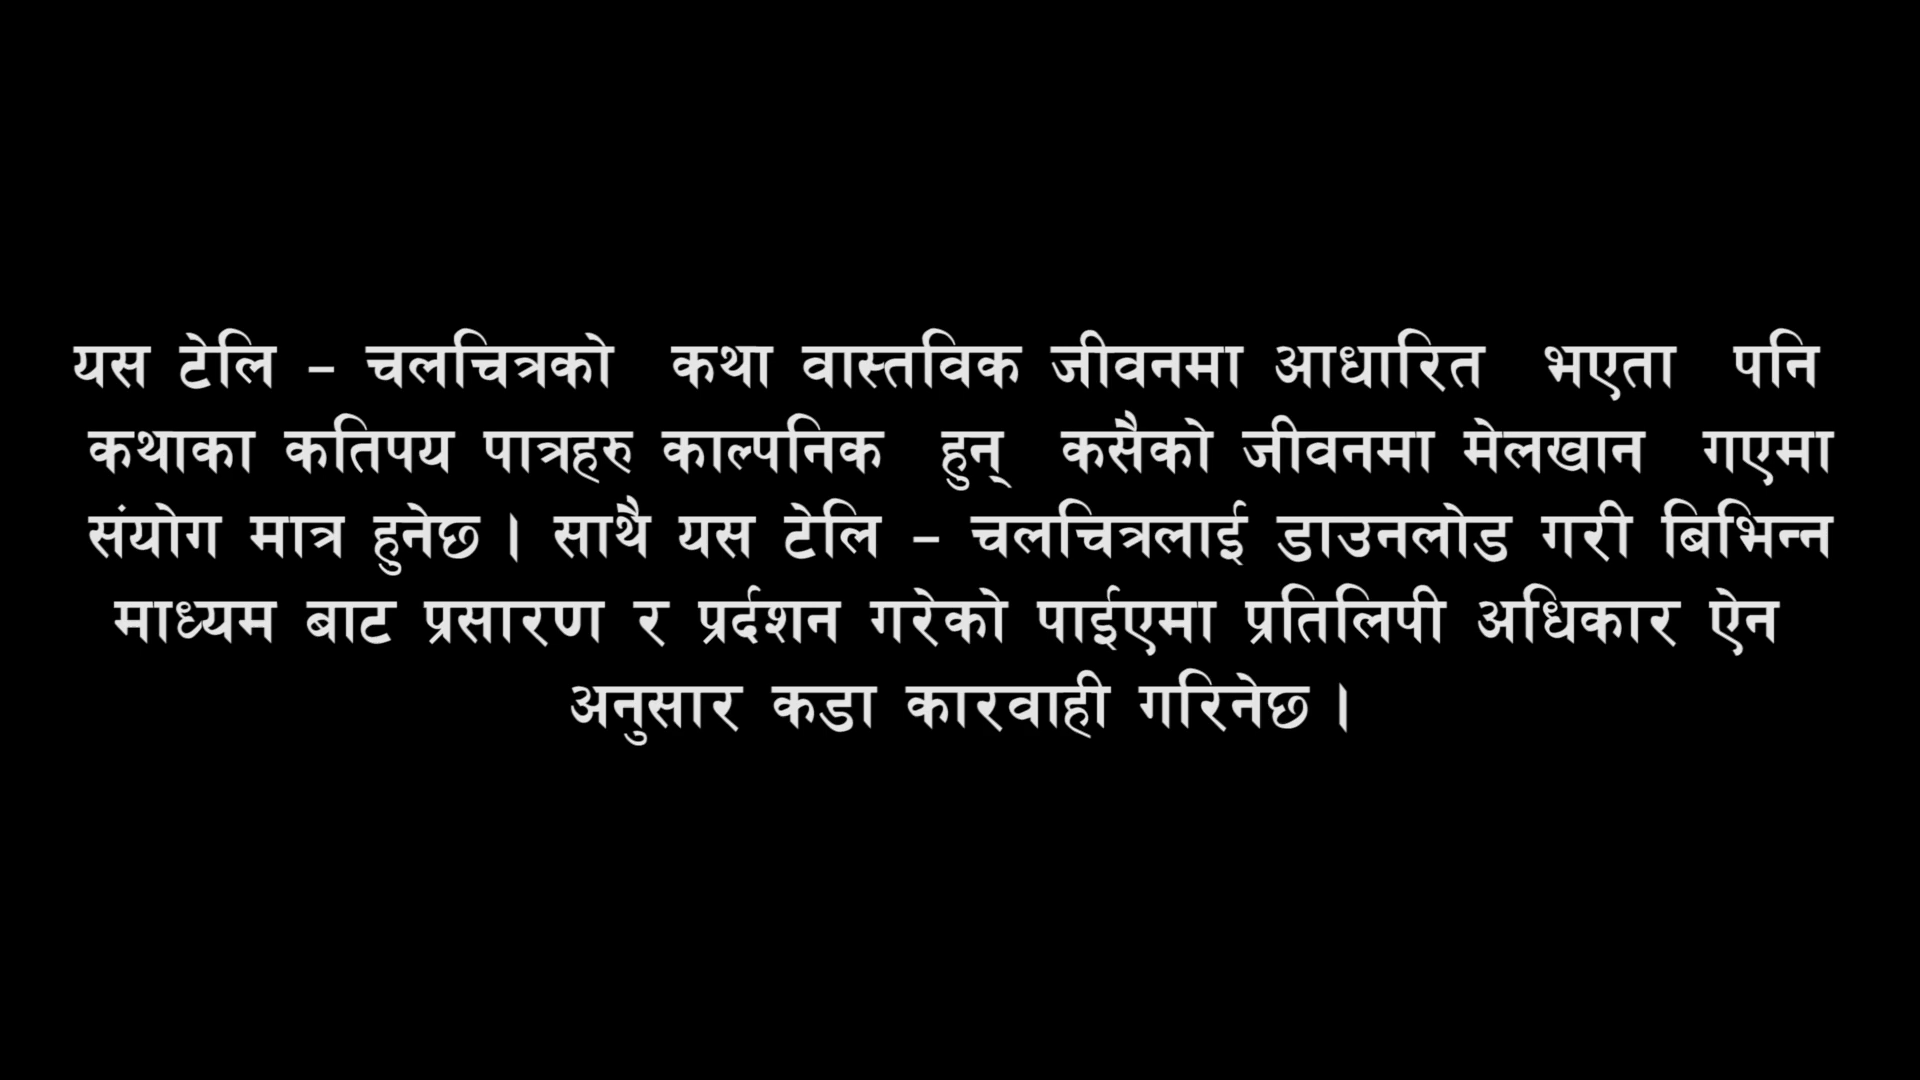 यस टेलि – चलचित्रको कथा वास्तविक जीवनमा आधारित भएता पनि
कथाका कतिपय पात्रहरु काल्पनिक हुन् कसैको जीवनमा मेलखान गएमा
संयोग मात्र हुनेछ । साथै यस टेलि – चलचित्रलाई डाउनलोड गरी बिभिन्न
माध्यम बाट प्रसारण र प्रर्दशन गरेको पाईएमा प्रतिलिपी अधिकार ऐन
अनुसार कडा कारवाही गरिनेछ ।